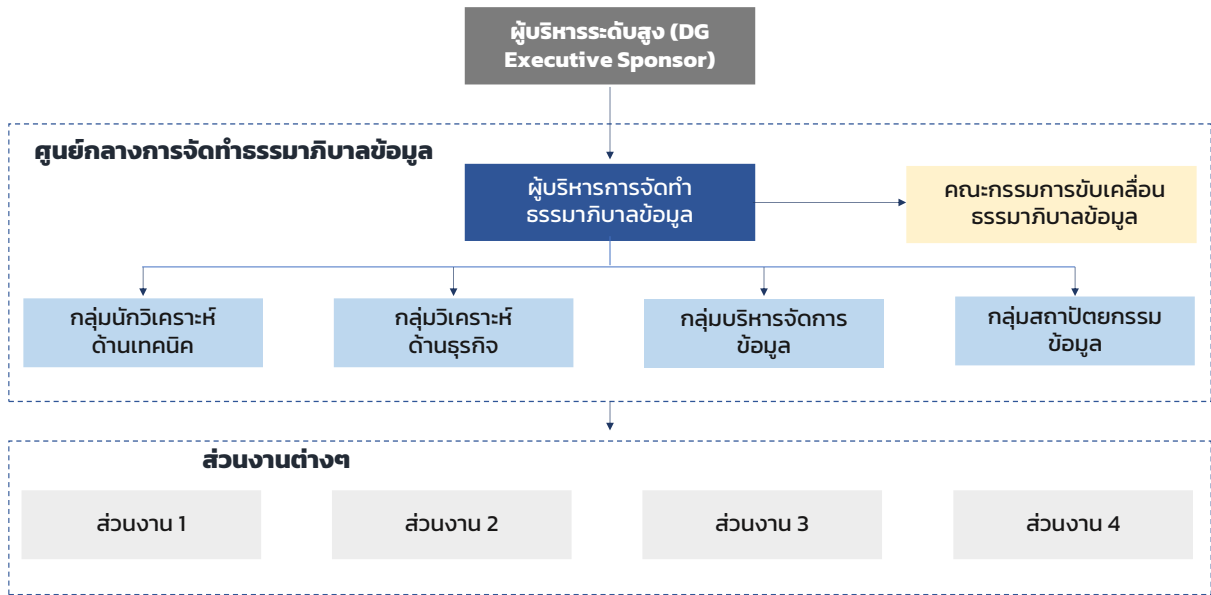 ผู้บริหารระดับสูง (DG
Executive Sponsor)
ศูนย์กลางการจัดทำธรรมาภิบาลข้อมูล
ผู้บริหารการจัดทำ
ธรรมาภิบาลข้อมูล
คณะกรรมการขับเคลื่อน
ธรรมาภิบาลข้อมูล
กลุ่มนักวิเคราะห์
ด้านเทคนิค
กลุ่มวิเคราะห์
ด้านธุรกิจ
กลุ่มบริหารจัดการ
ข้อมูล
กลุ่มสถาปัตยกรรม
ข้อมูล
ส่วนงานต่างๆ
ส่วนงาน 1
ส่วนงาน 2
ส่วนงาน 3
ส่วนงาน 4